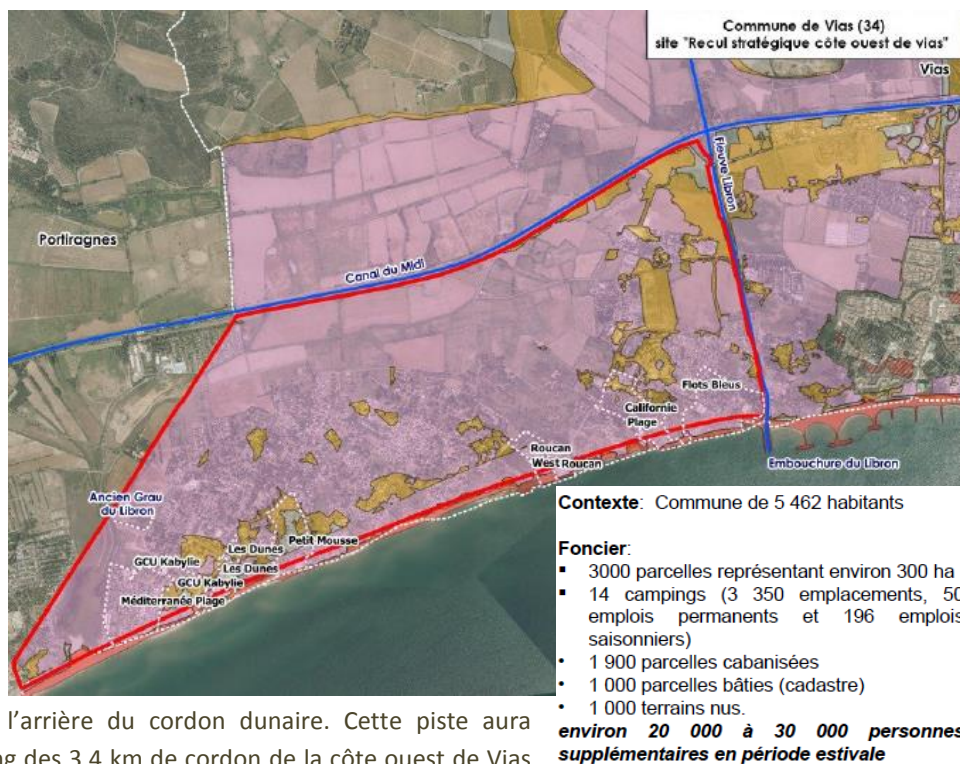 Commune de Vias (34)
site "Recul stratégique côte ouest de vias"
Vias
Fleuve Libron
Portiragnes
Canal du Midi
Flots Bleus
Californie
Plage
Roucan
West Roucan
Embouchure du Libron
Ancien Grau
du Libron
Petit Mousse
Les Dunes
GCU Kabylie
Les Dunes
GCU Kabylie
Méditerranée Plage
Contexte: Commune de 5 462 habitants
Foncier:
▪ 3000 parcelles représentant environ 300 ha
▪ 14 campings (3 350 emplacements, 50
emplois permanents et 196 emplois
saisonniers)
• 1 900 parcelles cabanisées
• 1 000 parcelles bâties (cadastre)
• 1 000 terrains nus.
environ 20 000 à 30 000 personnes
supplémentaires en période estivale
l'arrière du cordon dunaire. Cette piste aura
des 3,4 km de cordon de la côte ouest de Vias